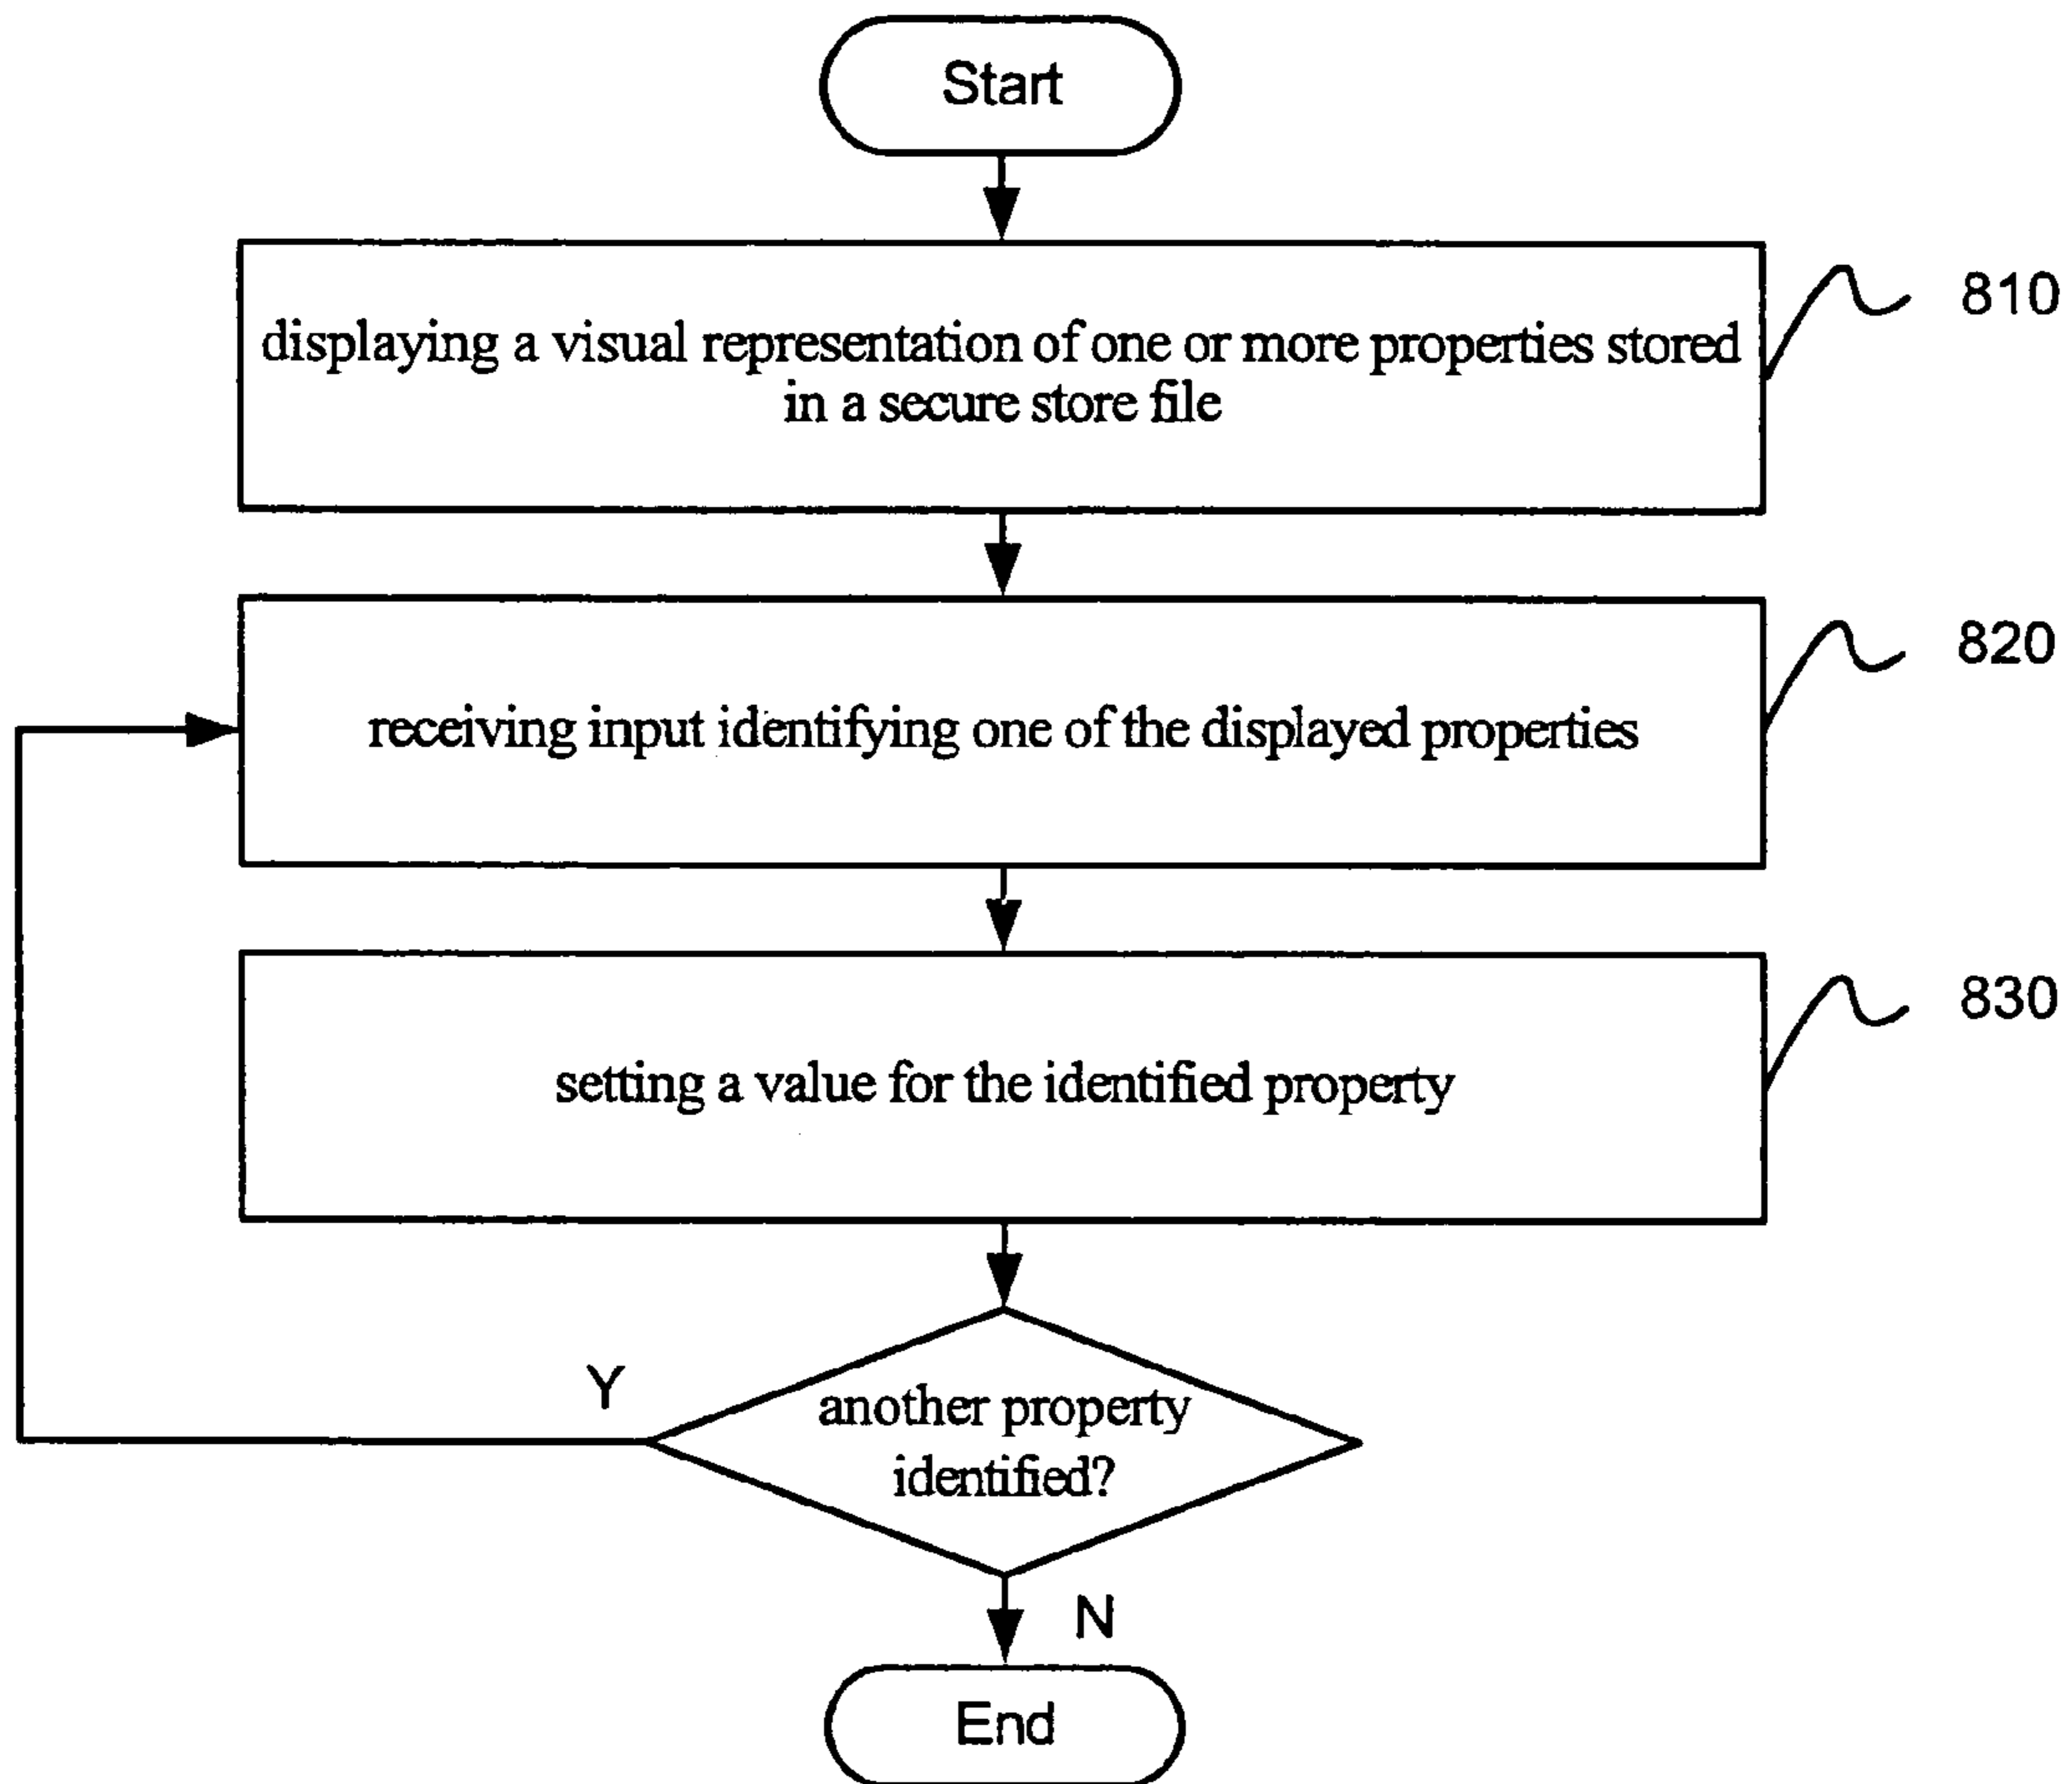 Start
displaying a visual representation of one or more properties stored
in a secure store file
810
receiving input identifying one of the displayed properties
820
setting a value for the identified property
830
another property
identified?
Y
N
End